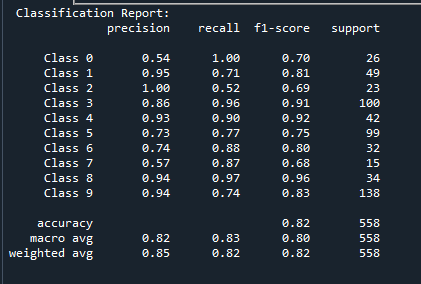 Classification Report:
precision recall f1-score support
Class 0 0.54 1.00 0.70 26
Class 1 0.95 0.71 0.81 49
Class 2 1.00 0.52 0.69 23
Class 3 0.86 0.96 0.91 100
Class 4 0.93 0.90 0.92 42
Class 5 0.73 0.77 0.75 99
Class 6 0.74 0.88 0.80 32
Class 7 0.57 0.87 0.68 15
Class 8 0.94 0.97 0.96 34
Class 9 0.94 0.74 0.83 138
accuracy 0.82 558
macro avg 0.82 0.83 0.80 558
weighted avg 0.85 0.82 0.82 558